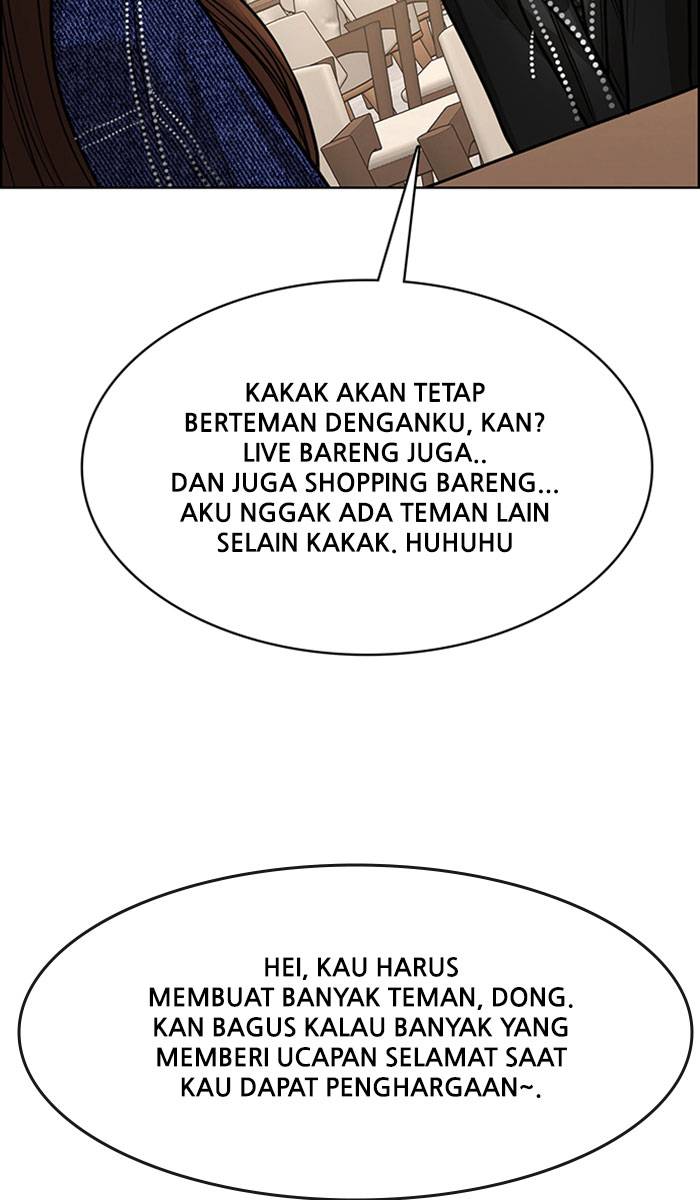 KAKAK AKAN TETAP
BERTEMAN DENGANKU, KAN?
LIVE BARENG JUGA..
DAN JUGA SHOPPING BARENG...
AKU NGGAK ADA TEMAN LAIN
SELAIN KAKAK. HUHUHU
HEI, KAU HARUS
MEMBUAT BANYAK TEMAN, DONG.
KAN BAGUS KALAU BANYAK YANG
MEMBERI UCAPAN SELAMAT SAAT
KAU DAPAT PENGHARGAAN~.